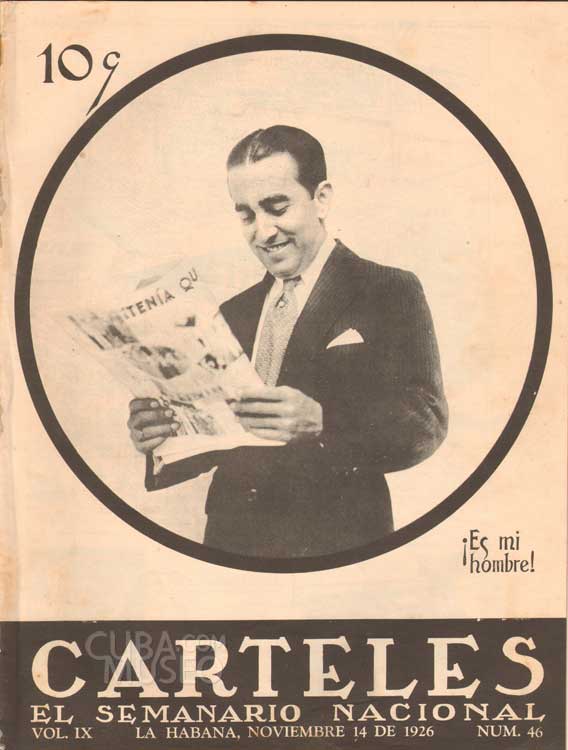 10¢
TENÍA QU
¡Es mi
hombre!
CUBA.com
MUSEO
CARTELES
EL SEMANARIO NACIONAL
VOL. IX LA HABANA, NOVIEMBRE 14 DE 1926 NUM. 46